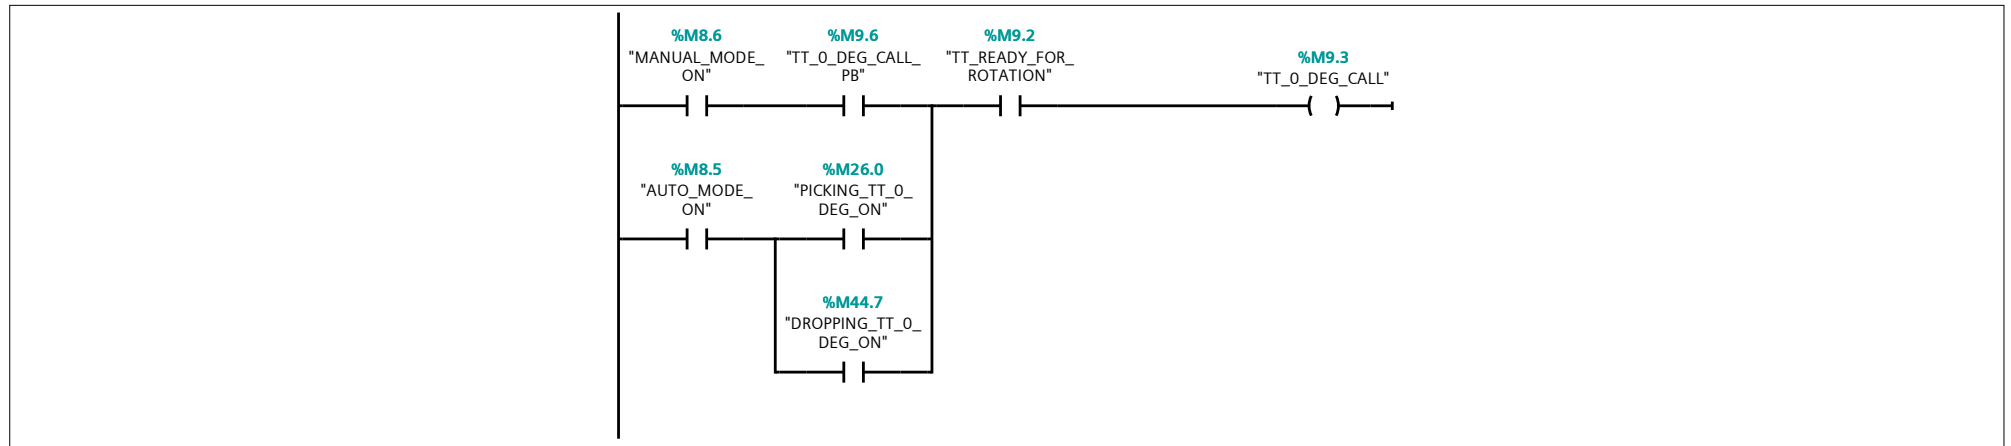 %M8.6
"MANUAL_MODE_
ON"
%M9.6
"TT_0_DEG_CALL_
PB"
%M9.2
"TT_READY_FOR_
ROTATION"
%M9.3
"TT_0_DEG_CALL"
%M8.5
"AUTO_MODE_
ON"
%M26.0
"PICKING_TT_0_
DEG_ON"
%M44.7
"DROPPING_TT_0_
DEG_ON"